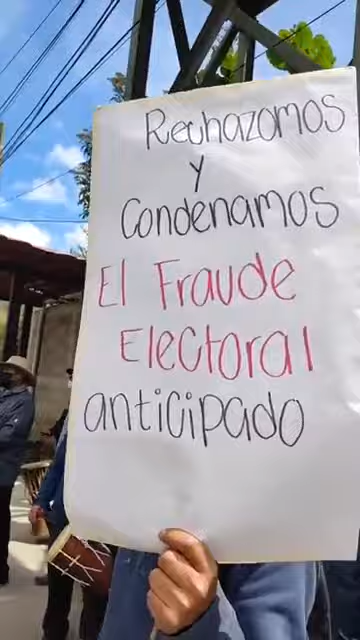 Rechazamos
y
Condenamos
El Fraude
Electoral
anticipado